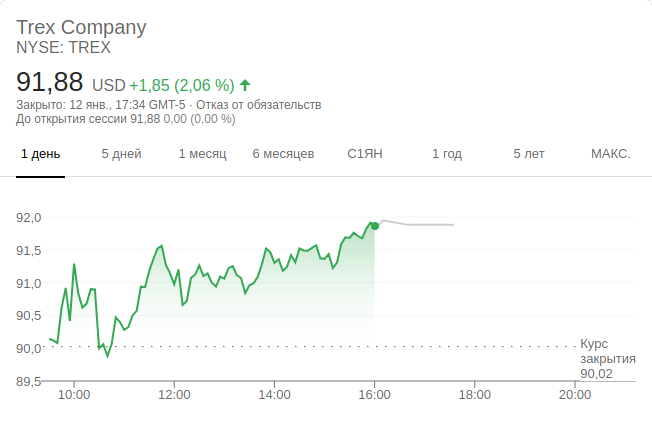 Trex Company
NYSE: TREX
91,88 USD +1,85 (2,06 %)
Закрыто: 12 янв., 17:34 GMT-5 · Отказ от обязательств
До открытия сессии 91,88 0,00 (0,00 %)
1 день 5 дней 1 месяц 6 месяцев С1ЯН 1 год 5 лет МАКС.
92,0
91,5
91,0
90,5
90,0
89,5
Курс
закрытия
90,02
10:00 12:00 14:00 16:00 18:00 20:00